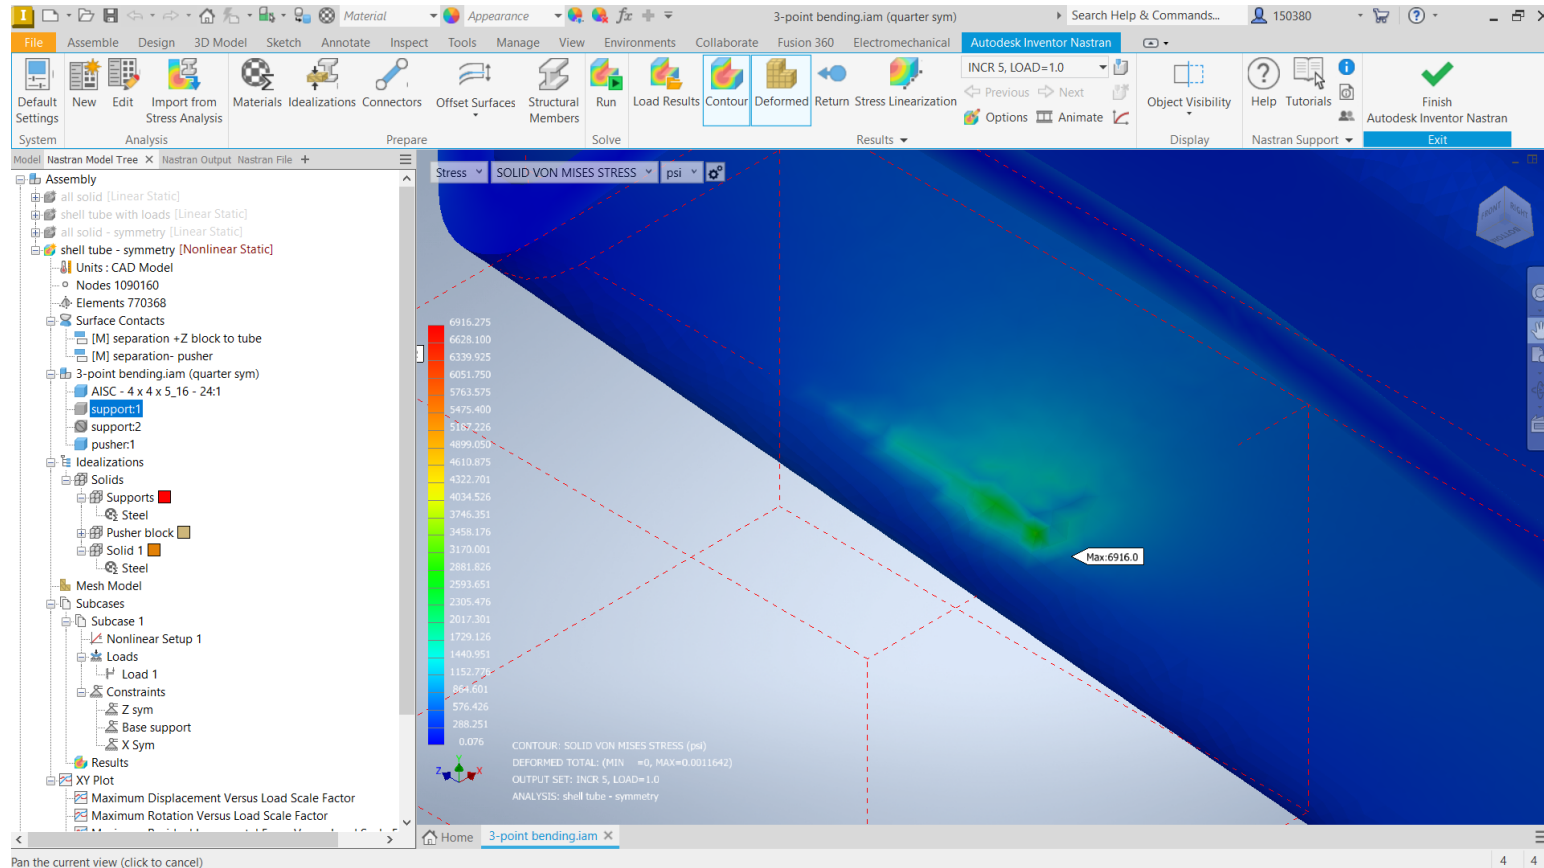 Material
Appearance
fx
3-point bending.iam (quarter sym)
Search Help & Commands...
150380
File Assemble Design 3D Model Sketch Annotate Inspect Tools Manage View Environments Collaborate Fusion 360 Electromechanical Autodesk Inventor Nastran
Default Settings
New
Edit
Import from Stress Analysis
Materials
Idealizations
Connectors
Offset Surfaces
Structural Members
Run
Load Results
Contour
Deformed
Return
Stress Linearization
INCR 5, LOAD=1.0
Previous
Next
Options
Animate
Object Visibility
Help
Tutorials
Finish
Autodesk Inventor Nastran
System
Analysis
Prepare
Solve
Results
Display
Nastran Support
Exit
Model Nastran Model Tree Nastran Output Nastran File +
Assembly
all solid [Linear Static]
shell tube with loads [Linear Static]
all solid - symmetry [Linear Static]
shell tube - symmetry [Nonlinear Static]
Units : CAD Model
Nodes 1090160
Elements 770368
Surface Contacts
[M] separation +Z block to tube
[M] separation- pusher
3-point bending.iam (quarter sym)
AISC - 4 x 4 x 5_16 - 24:1
support:1
support:2
pusher:1
Idealizations
Solids
Supports
Steel
Pusher block
Solid 1
Steel
Mesh Model
Subcases
Subcase 1
Nonlinear Setup 1
Loads
Load 1
Constraints
Z sym
Base support
X Sym
Results
XY Plot
Maximum Displacement Versus Load Scale Factor
Maximum Rotation Versus Load Scale Factor
Stress
SOLID VON MISES STRESS
psi
FRONT
RIGHT
6916.275
6628.100
6339.925
6051.750
5763.575
5475.400
5187.226
4899.050
4610.875
4322.701
4034.526
3746.351
3458.176
3170.001
2881.826
2593.651
2305.476
2017.301
1729.126
1440.951
1152.776
864.601
576.426
288.251
0.076
Max:6916.0
Z
Y
X
CONTOUR: SOLID VON MISES STRESS (psi)
DEFORMED TOTAL: (MIN =0, MAX=0.0011642)
OUTPUT SET: INCR 5, LOAD=1.0
ANALYSIS: shell tube - symmetry
Home
3-point bending.iam
Pan the current view (click to cancel)
4 4